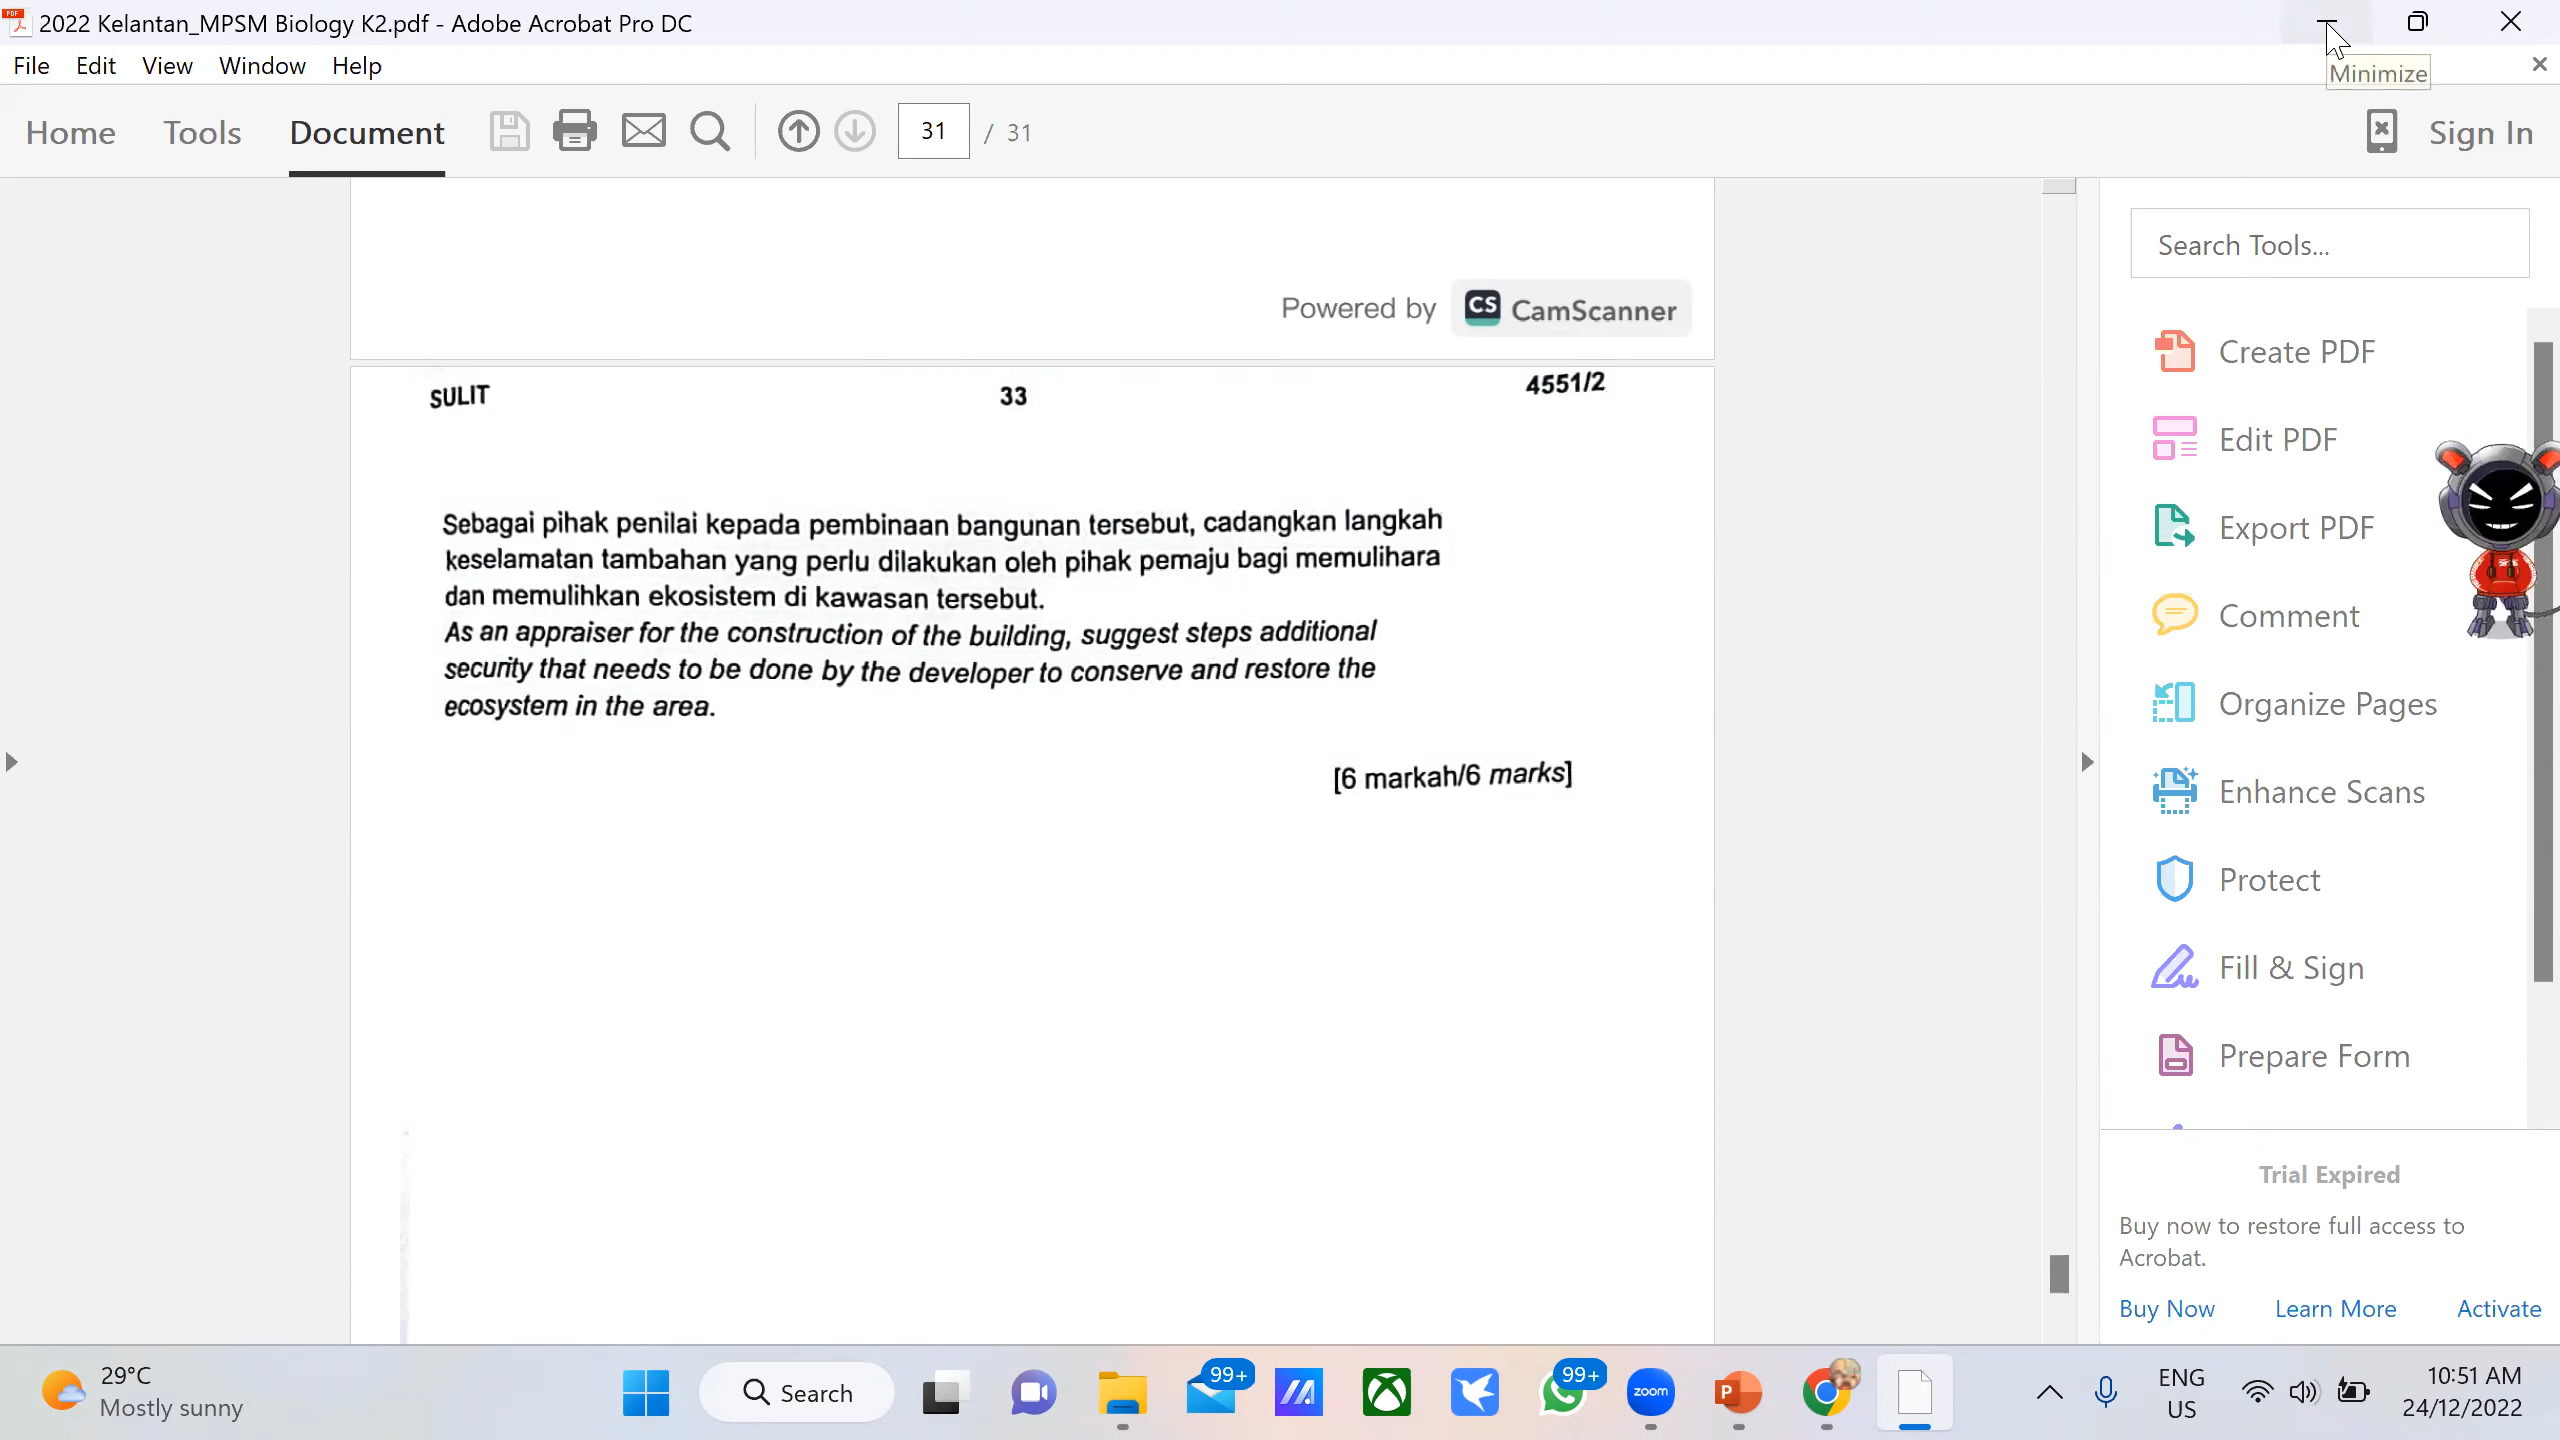 2022 Kelantan_MPSM Biology K2.pdf - Adobe Acrobat Pro DC
File Edit View Window Help
Minimize
Home Tools Document 31 / 31 Sign In
Search Tools...
Powered by CS CamScanner
Create PDF
SULIT 33 4551/2
Edit PDF
Sebagai pihak penilai kepada pembinaan bangunan tersebut, cadangkan langkah
keselamatan tambahan yang perlu dilakukan oleh pihak pemaju bagi memulihara
dan memulihkan ekosistem di kawasan tersebut.
As an appraiser for the construction of the building, suggest steps additional
security that needs to be done by the developer to conserve and restore the
ecosystem in the area.
[6 markah/6 marks]
Export PDF
Comment
Organize Pages
Enhance Scans
Protect
Fill & Sign
Prepare Form
Trial Expired
Buy now to restore full access to
Acrobat.
Buy Now Learn More Activate
29°C
Mostly sunny
Search
99+
99+
zoom
P
ENG
US
10:51 AM
24/12/2022